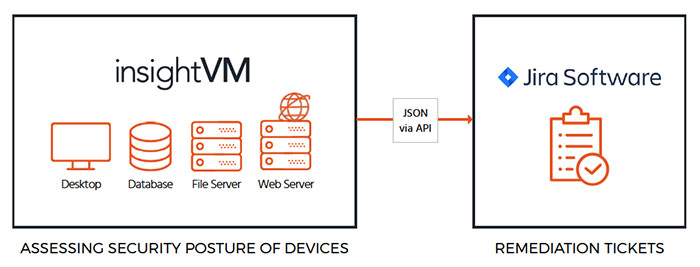 insightVM
Desktop
Database
File Server
Web Server
JSON
via API
Jira Software
ASSESSING SECURITY POSTURE OF DEVICES
REMEDIATION TICKETS